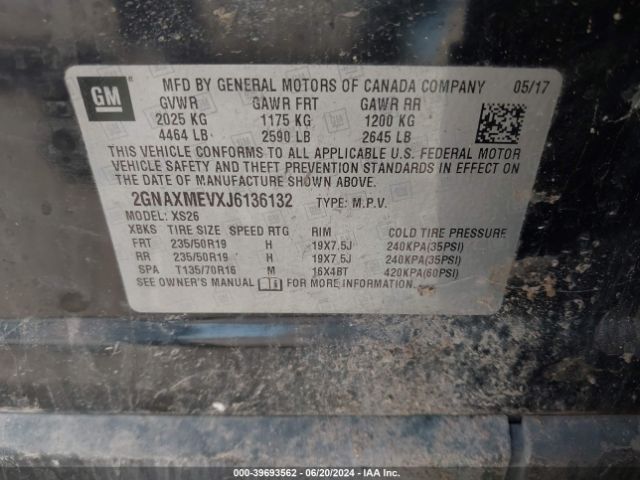 GM
MFD BY GENERAL MOTORS OF CANADA COMPANY 05/17
GVWR GAWR FRT GAWR RR
2025 KG 1175 KG 1200 KG
4464 LB 2590 LB 2645 LB
THIS VEHICLE CONFORMS TO ALL APPLICABLE U.S. FEDERAL MOTOR
VEHICLE SAFETY AND THEFT PREVENTION STANDARDS IN EFFECT ON
THE DATE OF MANUFACTURE SHOWN ABOVE.
2GNAXMEVXJ6136132 TYPE: M.P.V.
MODEL: XS26
XBKS TIRE SIZE SPEED RTG RIM COLD TIRE PRESSURE
FRT 235/50R19 H 19X7.5J 240KPA(35PSI)
RR 235/50R19 H 19X7.5J 240KPA(35PSI)
SPA T135/70R16 M 16X4BT 420KPA(60PSI)
SEE OWNER'S MANUAL FOR MORE INFORMATION.
000-39693562 - 06/20/2024 - IAA Inc.